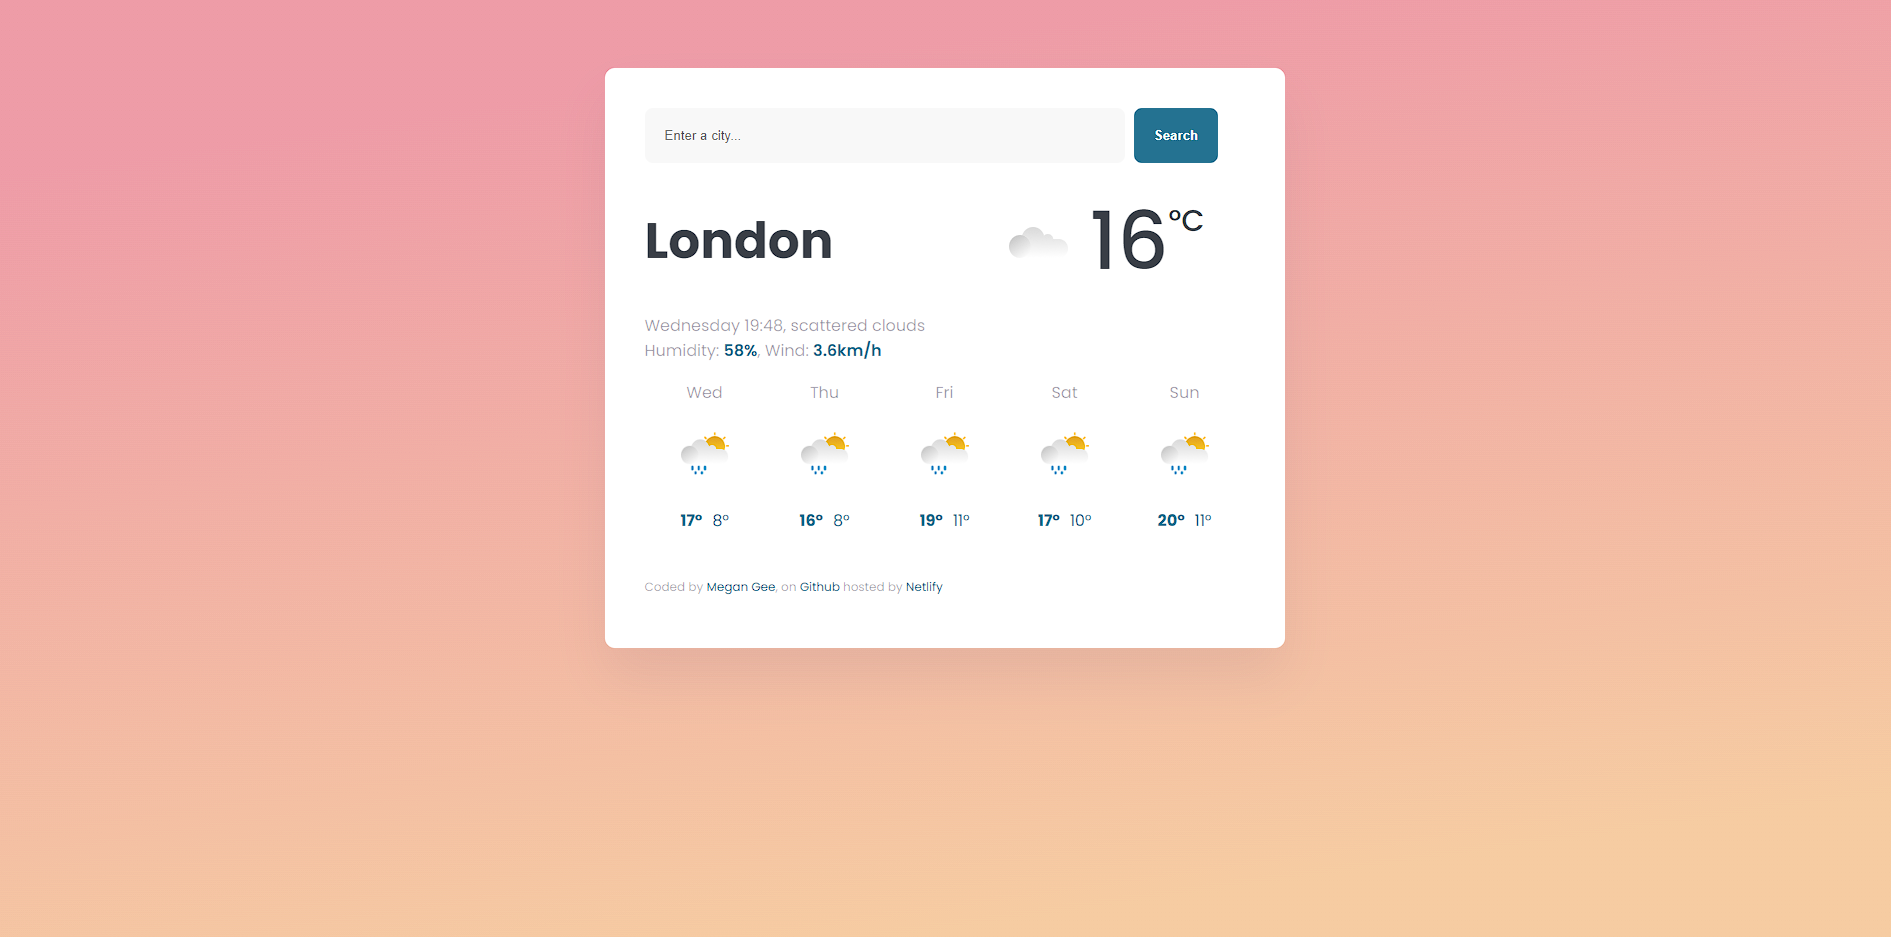 Enter a city...
Search
London
16°C
Wednesday 19:48, scattered clouds
Humidity: 58%, Wind: 3.6km/h
Wed Thu Fri Sat Sun
17° 8° 16° 8° 19° 11° 17° 10° 20° 11°
Coded by Megan Gee, on Github hosted by Netlify